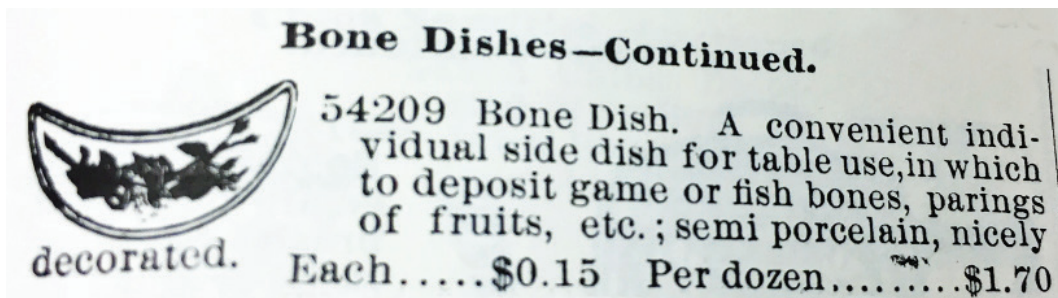 Bone Dishes—Continued.
54209 Bone Dish. A convenient indi-
vidual side dish for table use,in which
to deposit game or fish bones, parings
of fruits, etc.; semi porcelain, nicely
decorated. Each.....$0.15 Per dozen.........$1.70